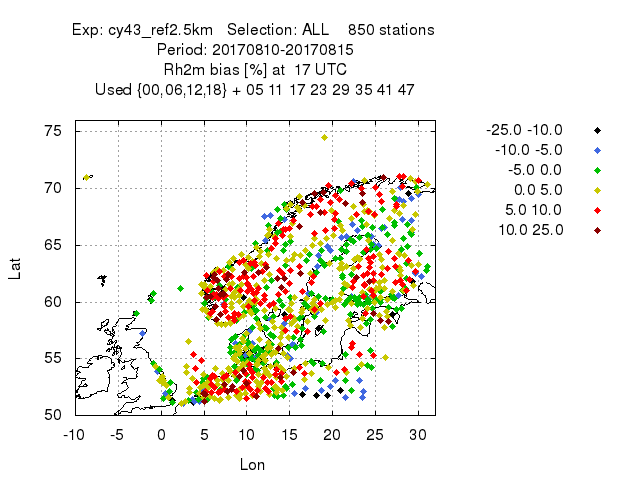 Exp: cy43_ref2.5km   Selection: ALL    850 stations
Period: 20170810-20170815
Rh2m bias [%] at  17 UTC
Used {00,06,12,18} + 05 11 17 23 29 35 41 47
-25.0 -10.0
-10.0 -5.0
-5.0 0.0
0.0 5.0
5.0 10.0
10.0 25.0
75
70
65
60
55
50
Lat
-10 -5 0 5 10 15 20 25 30
Lon